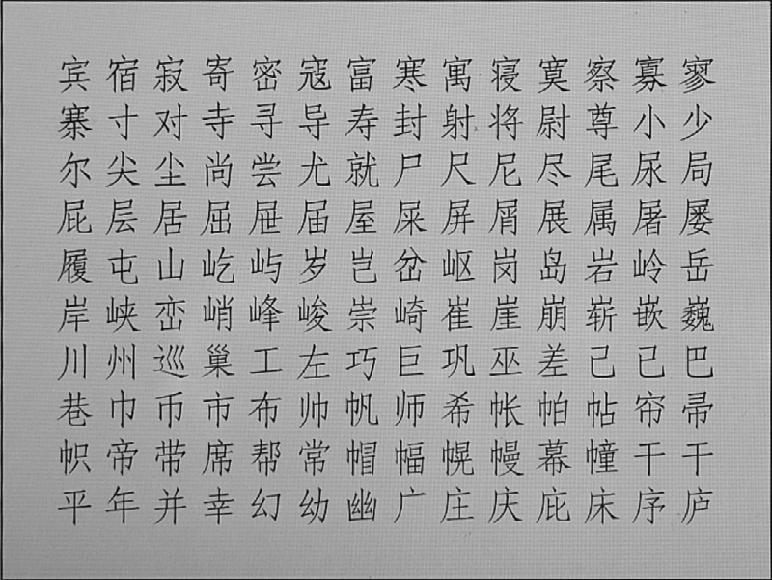 宾宿寂寄密寇富寒寓寝寞察寡寥
寨寸对寺寻导寿封射将尉尊小少
尔尖尘尚尝尤就尸尺尼尽尾尿局
屁层居屈屉届屋屎屏屑展属屠屡
履屯山屹屿岁岂岔岖岗岛岩岭岳
岸峡峦峭峰峻崇崎崔崖崩崭嵌巍
川州巡巢工左巧巨巩巫差己已巴
巷巾币市布帅帆师希帐帕帖帘帚
帜帝带席帮常帽幅幌幔幕幢干干
平年并幸幻幼幽广庄庆庇床序庐